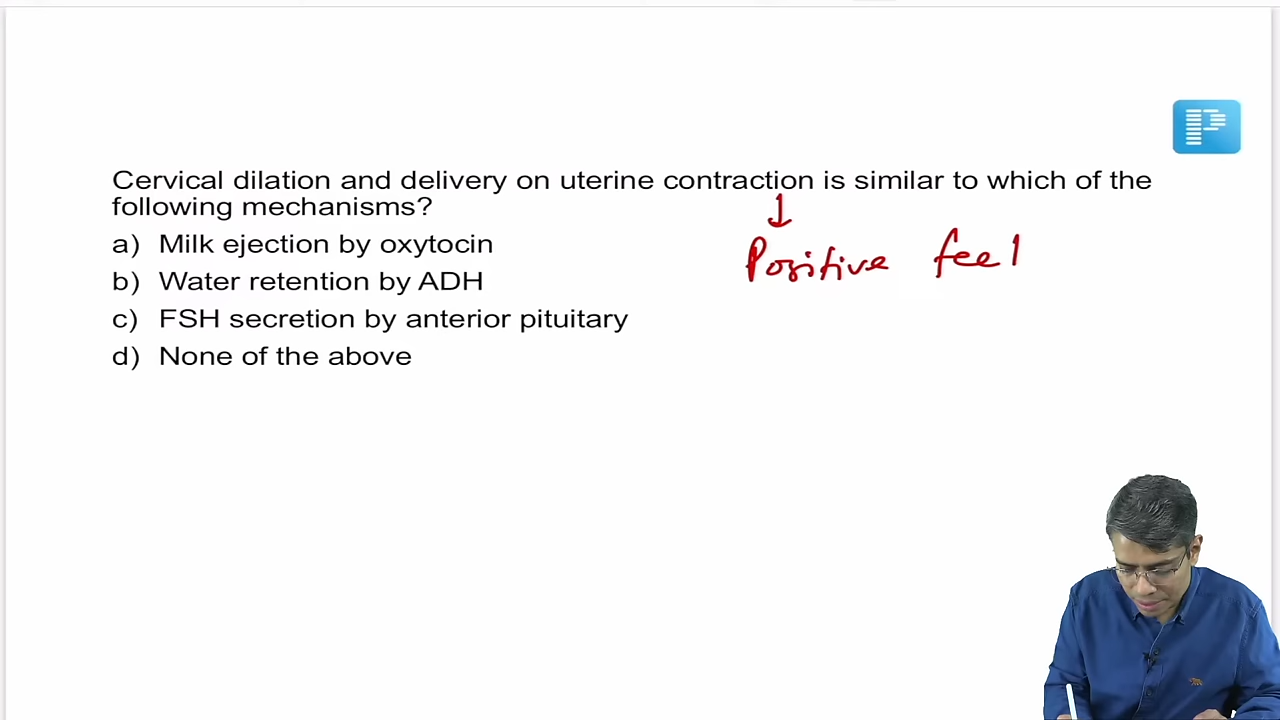 Cervical dilation and delivery on uterine contraction is similar to which of the
following mechanisms?
a) Milk ejection by oxytocin
b) Water retention by ADH
c) FSH secretion by anterior pituitary
d) None of the above
Positive feel
P